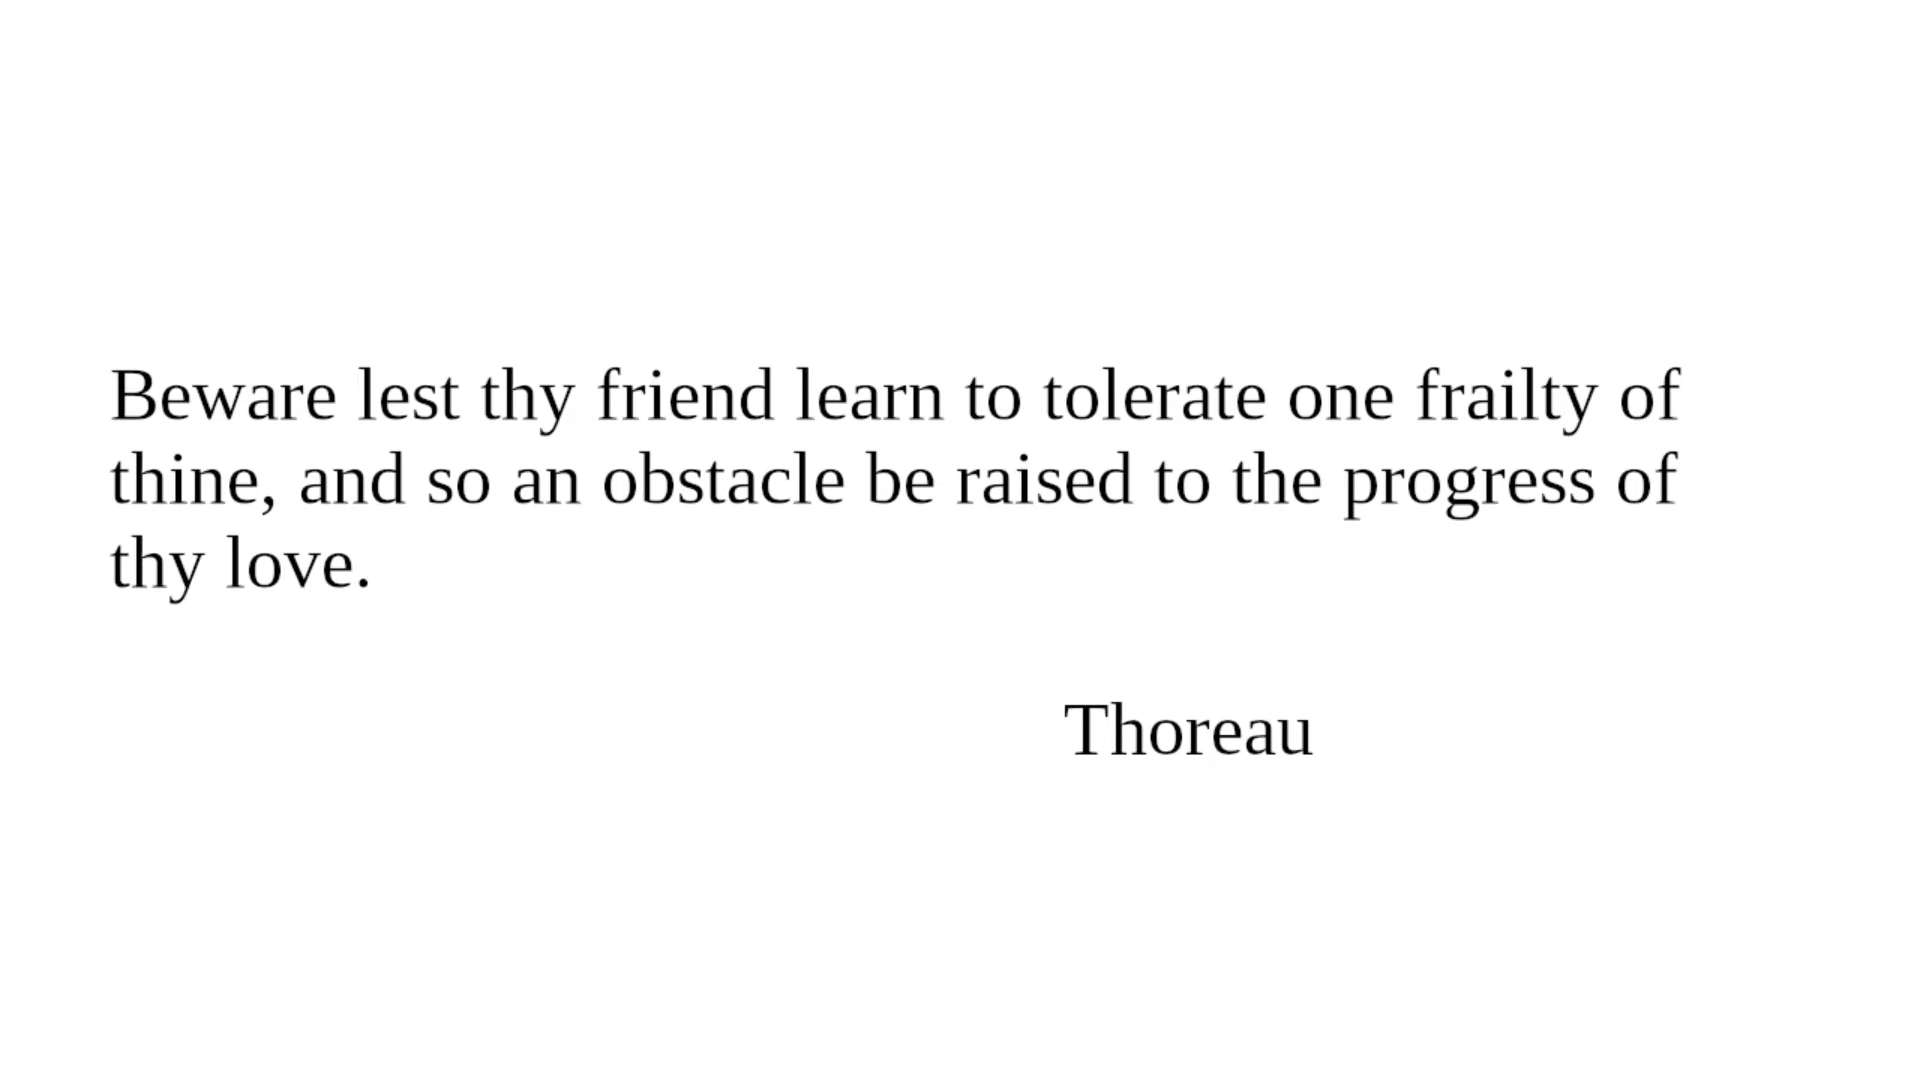 Beware lest thy friend learn to tolerate one frailty of
thine, and so an obstacle be raised to the progress of
thy love.
Thoreau